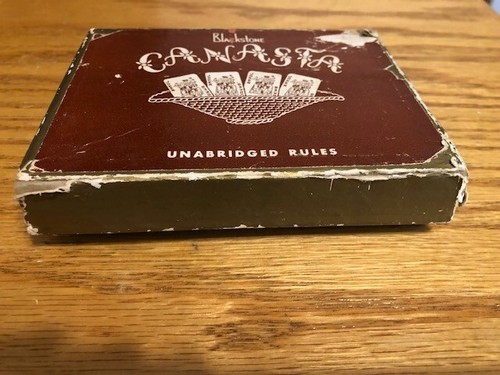 Blackstone
CANASTA
UNABRIDGED RULES